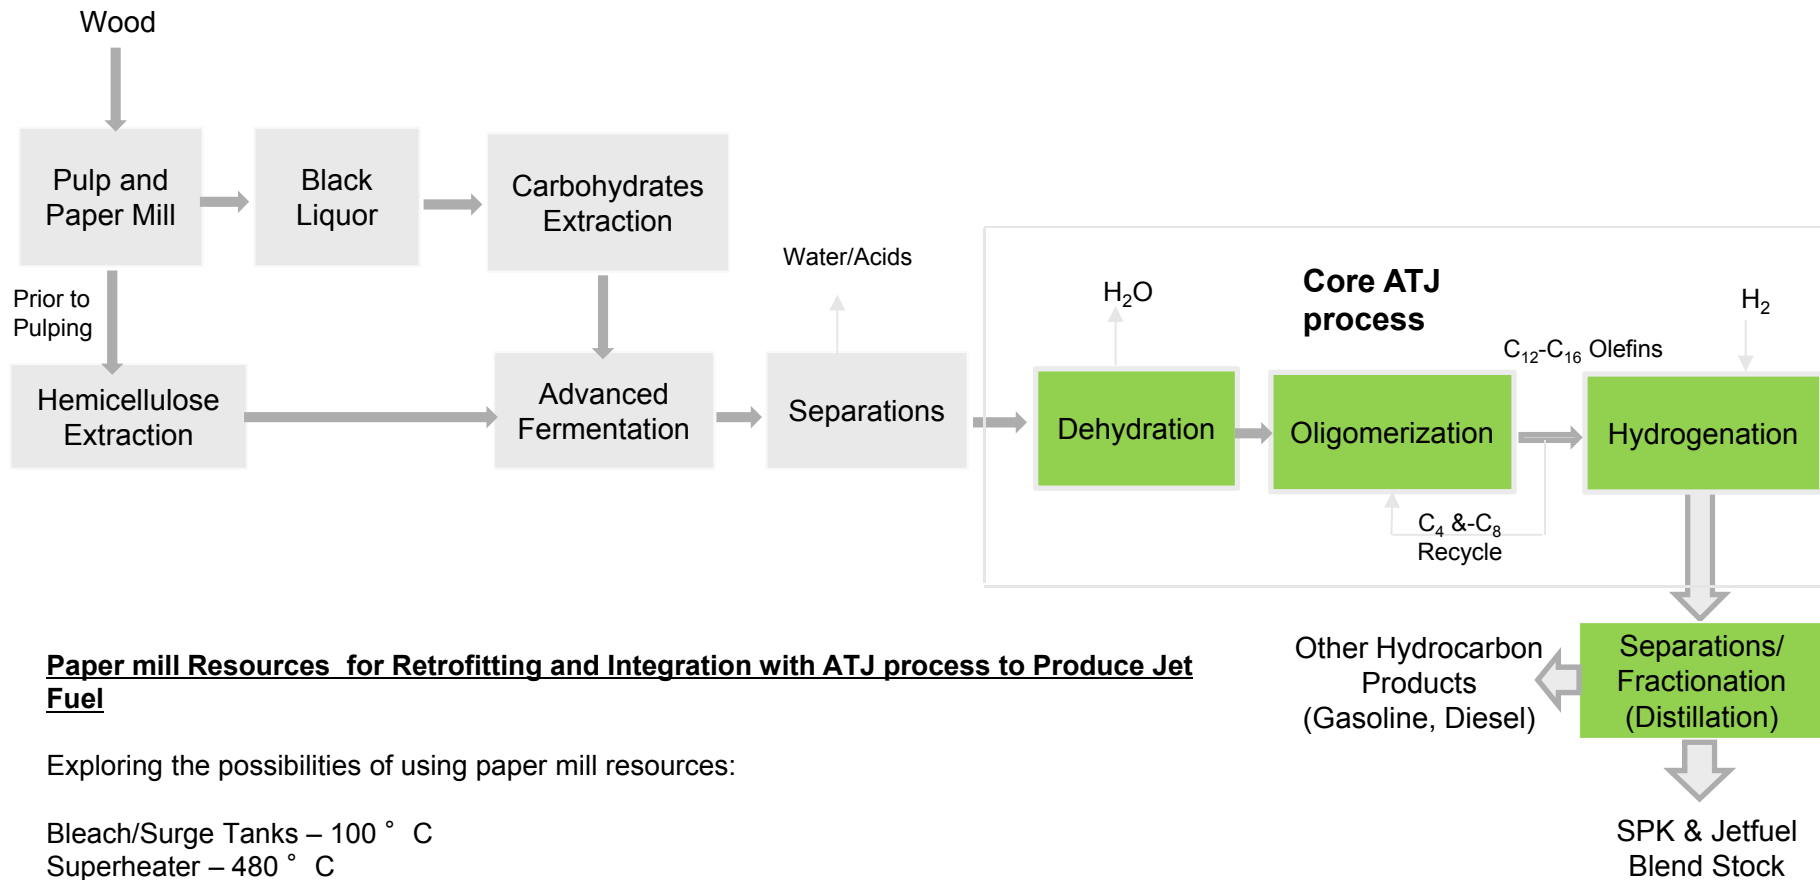 Wood
Pulp and
Paper Mill
Black
Liquor
Carbohydrates
Extraction
Prior to
Pulping
Hemicellulose
Extraction
Advanced
Fermentation
Water/Acids
Separations
Core ATJ
process
H₂O
Dehydration
Oligomerization
C₁₂-C₁₆ Olefins
H₂
Hydrogenation
C₄ &-C₈
Recycle
Separations/
Fractionation
(Distillation)
Other Hydrocarbon
Products
(Gasoline, Diesel)
SPK & Jetfuel
Blend Stock
Paper mill Resources for Retrofitting and Integration with ATJ process to Produce Jet
Fuel
Exploring the possibilities of using paper mill resources:
Bleach/Surge Tanks – 100 ° C
Superheater – 480 ° C